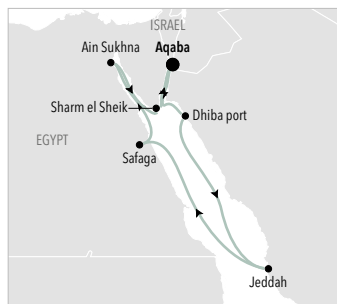 ISRAEL
Ain Sukhna
Aqaba
Sharm el Sheik
Dhiba port
EGYPT
Safaga
Jeddah